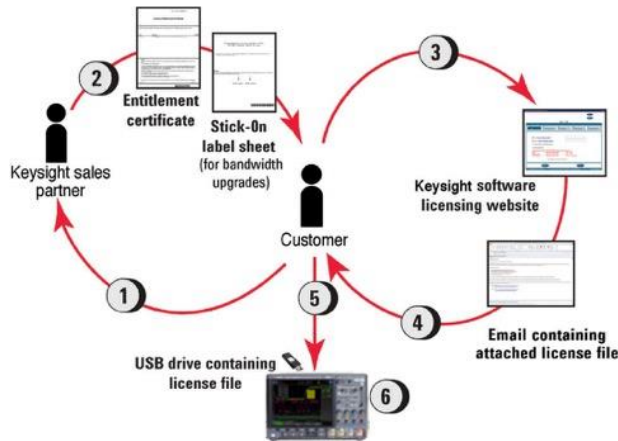 2
3
Entitlement
certificate
Stick-On
label sheet
(for bandwidth
upgrades)
Keysight sales
partner
Keysight software
licensing website
Customer
1
5
4
Email containing
attached license file
USB drive containing
license file
6